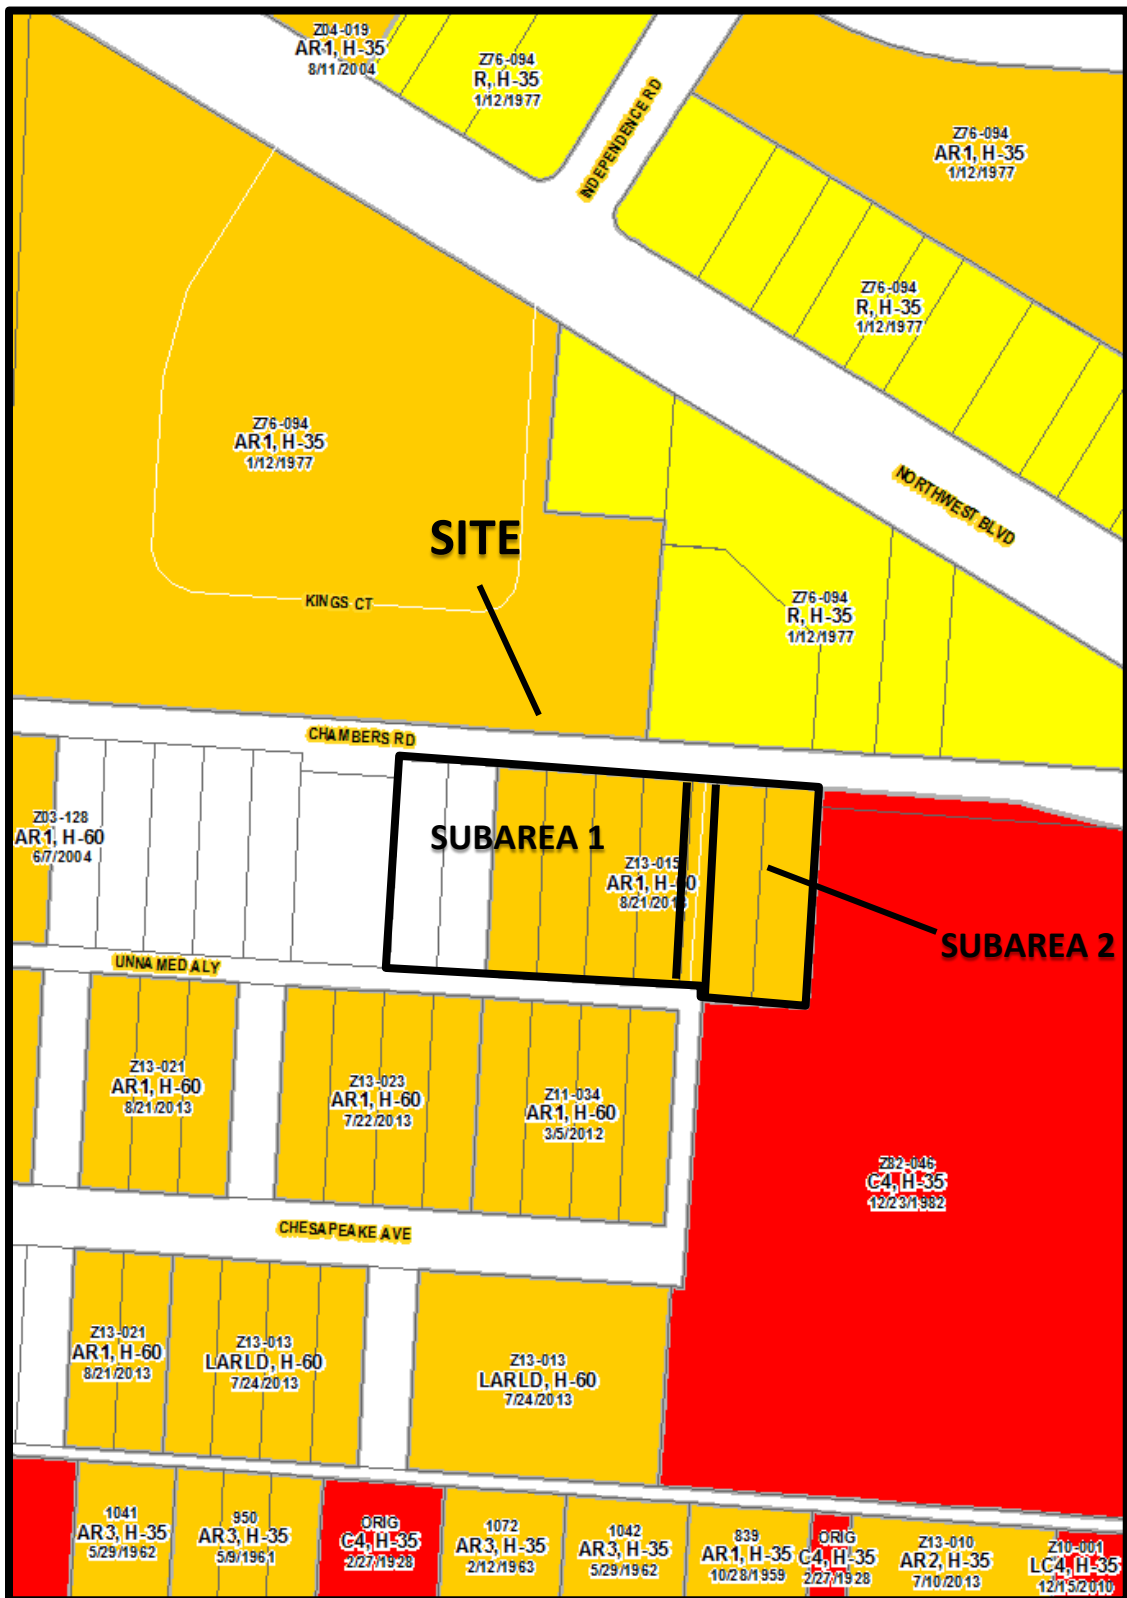 Z04-019
AR1, H-35
8/11/2004
Z76-094
R, H-35
1/12/1977
INDEPENDENCE RD
Z76-094
AR1, H-35
1/12/1977
Z76-094
R, H-35
1/12/1977
Z76-094
AR1, H-35
1/12/1977
NORTHWEST BLVD
SITE
KINGS CT
Z76-094
R, H-35
1/12/1977
CHAMBERS RD
Z03-128
AR1, H-60
6/7/2004
SUBAREA 1
Z13-015
AR1, H-60
8/21/2013
SUBAREA 2
UNNAMED ALY
Z13-021
AR1, H-60
8/21/2013
Z13-023
AR1, H-60
7/22/2013
Z11-034
AR1, H-60
3/5/2012
Z82-046
C4, H-35
12/23/1982
CHESAPEAKE AVE
Z13-021
AR1, H-60
8/21/2013
Z13-013
LARLD, H-60
7/24/2013
Z13-013
LARLD, H-60
7/24/2013
1041
AR3, H-35
5/29/1962
950
AR3, H-35
5/9/1961
ORIG
C4, H-35
2/27/1928
1072
AR3, H-35
2/12/1963
1042
AR3, H-35
5/29/1962
839
AR1, H-35
10/28/1959
ORIG
C4, H-35
2/27/1928
Z13-010
AR2, H-35
7/10/2013
Z10-001
LC4, H-35
12/15/2010